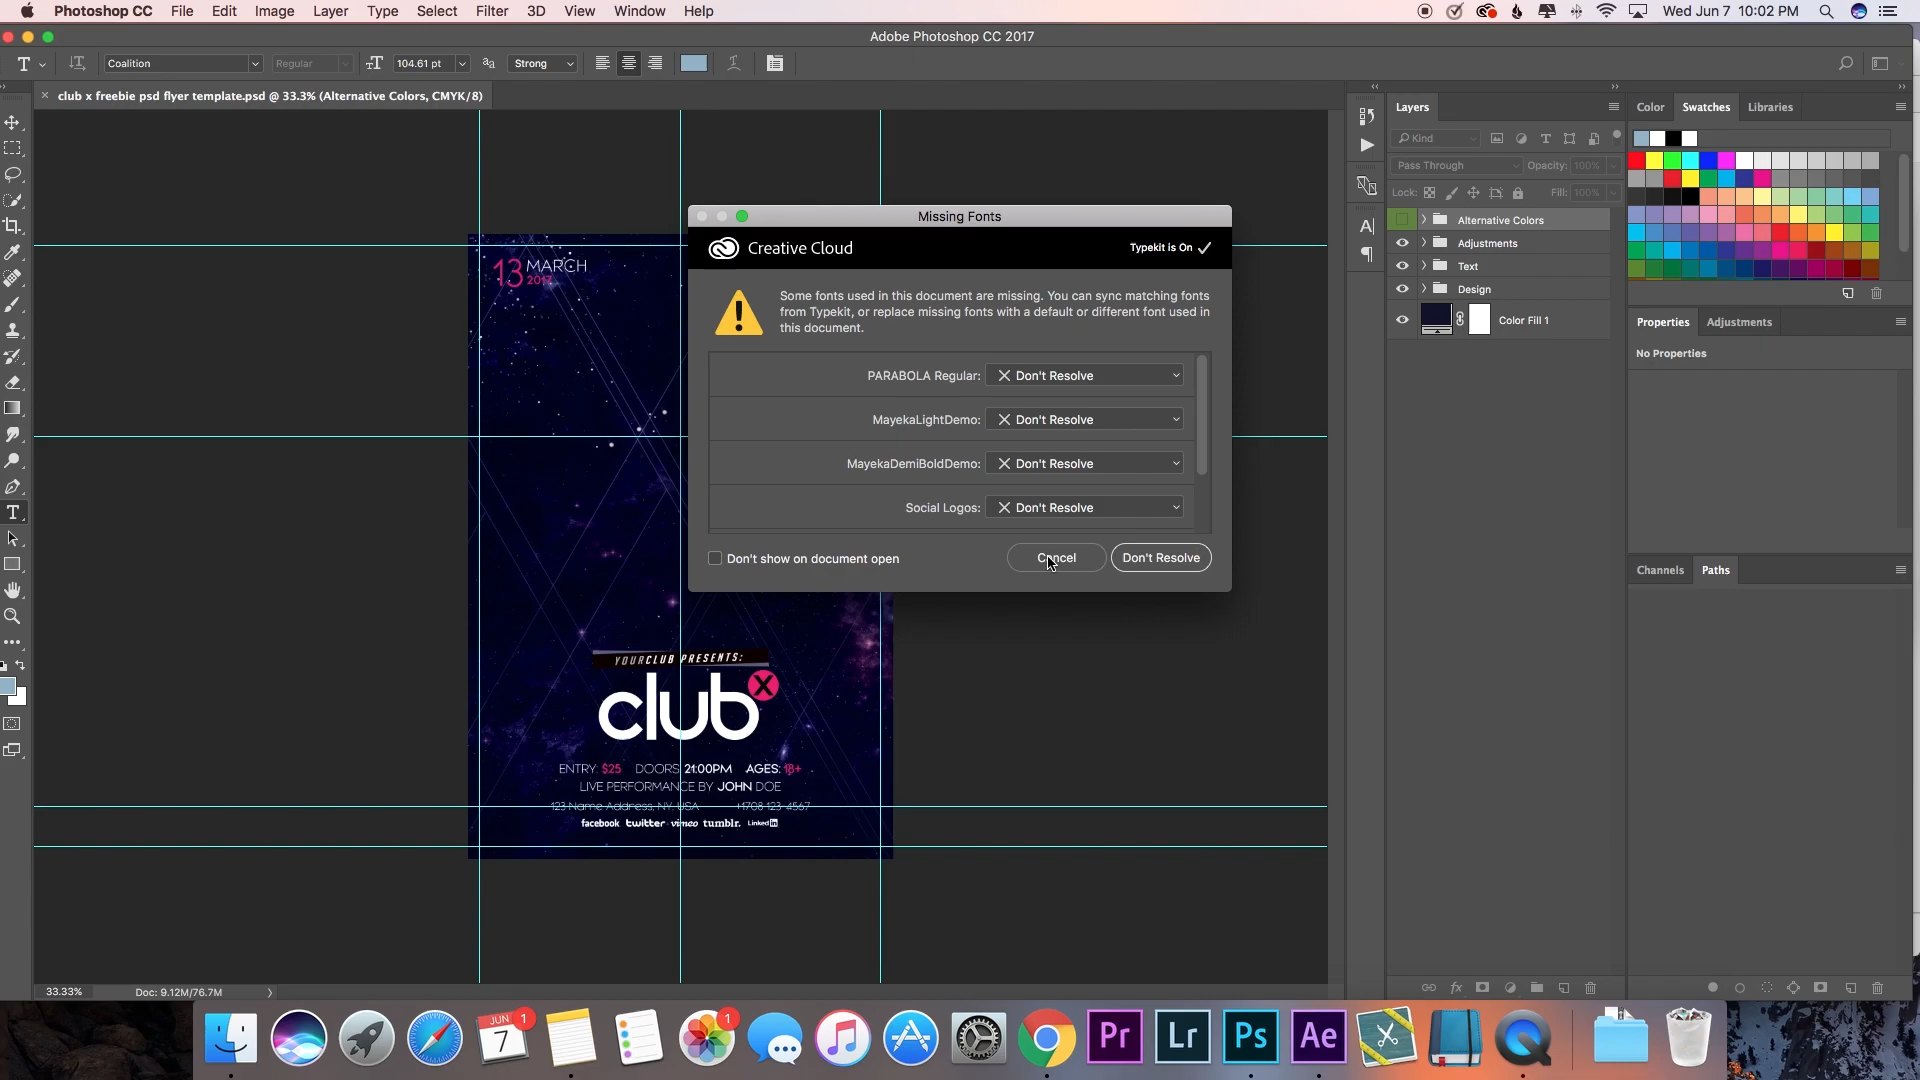 Photoshop CC File Edit Image Layer Type Select Filter 3D View Window Help
Wed Jun 7 10:02 PM
Adobe Photoshop CC 2017
T Coalition Regular 104.61 pt Strong
club x freebie psd flyer template.psd @ 33.3% (Alternative Colors, CMYK/8)
Layers
Kind
Pass Through Opacity: 100%
Lock: Fill: 100%
Alternative Colors
Adjustments
Text
Design
Color Fill 1
Color Swatches Libraries
Properties Adjustments
No Properties
Channels Paths
Missing Fonts
Creative Cloud
Typekit is On
Some fonts used in this document are missing. You can sync matching fonts
from Typekit, or replace missing fonts with a default or different font used in
this document.
PARABOLA Regular: Don't Resolve
MayekaLightDemo: Don't Resolve
MayekaDemiBoldDemo: Don't Resolve
Social Logos: Don't Resolve
Don't show on document open
Cancel Don't Resolve
13 MARCH
2017
YOURCLUB PRESENTS:
club X
ENTRY: $25 DOORS 21:00PM AGES: 18+
LIVE PERFORMANCE BY JOHN DOE
123 Name Address, NY, USA +1708 123-4567
facebook twitter vimeo tumblr. Linked in
33.33% Doc: 9.12M/76.7M
JUN 1
7
1
Pr Lr Ps Ae